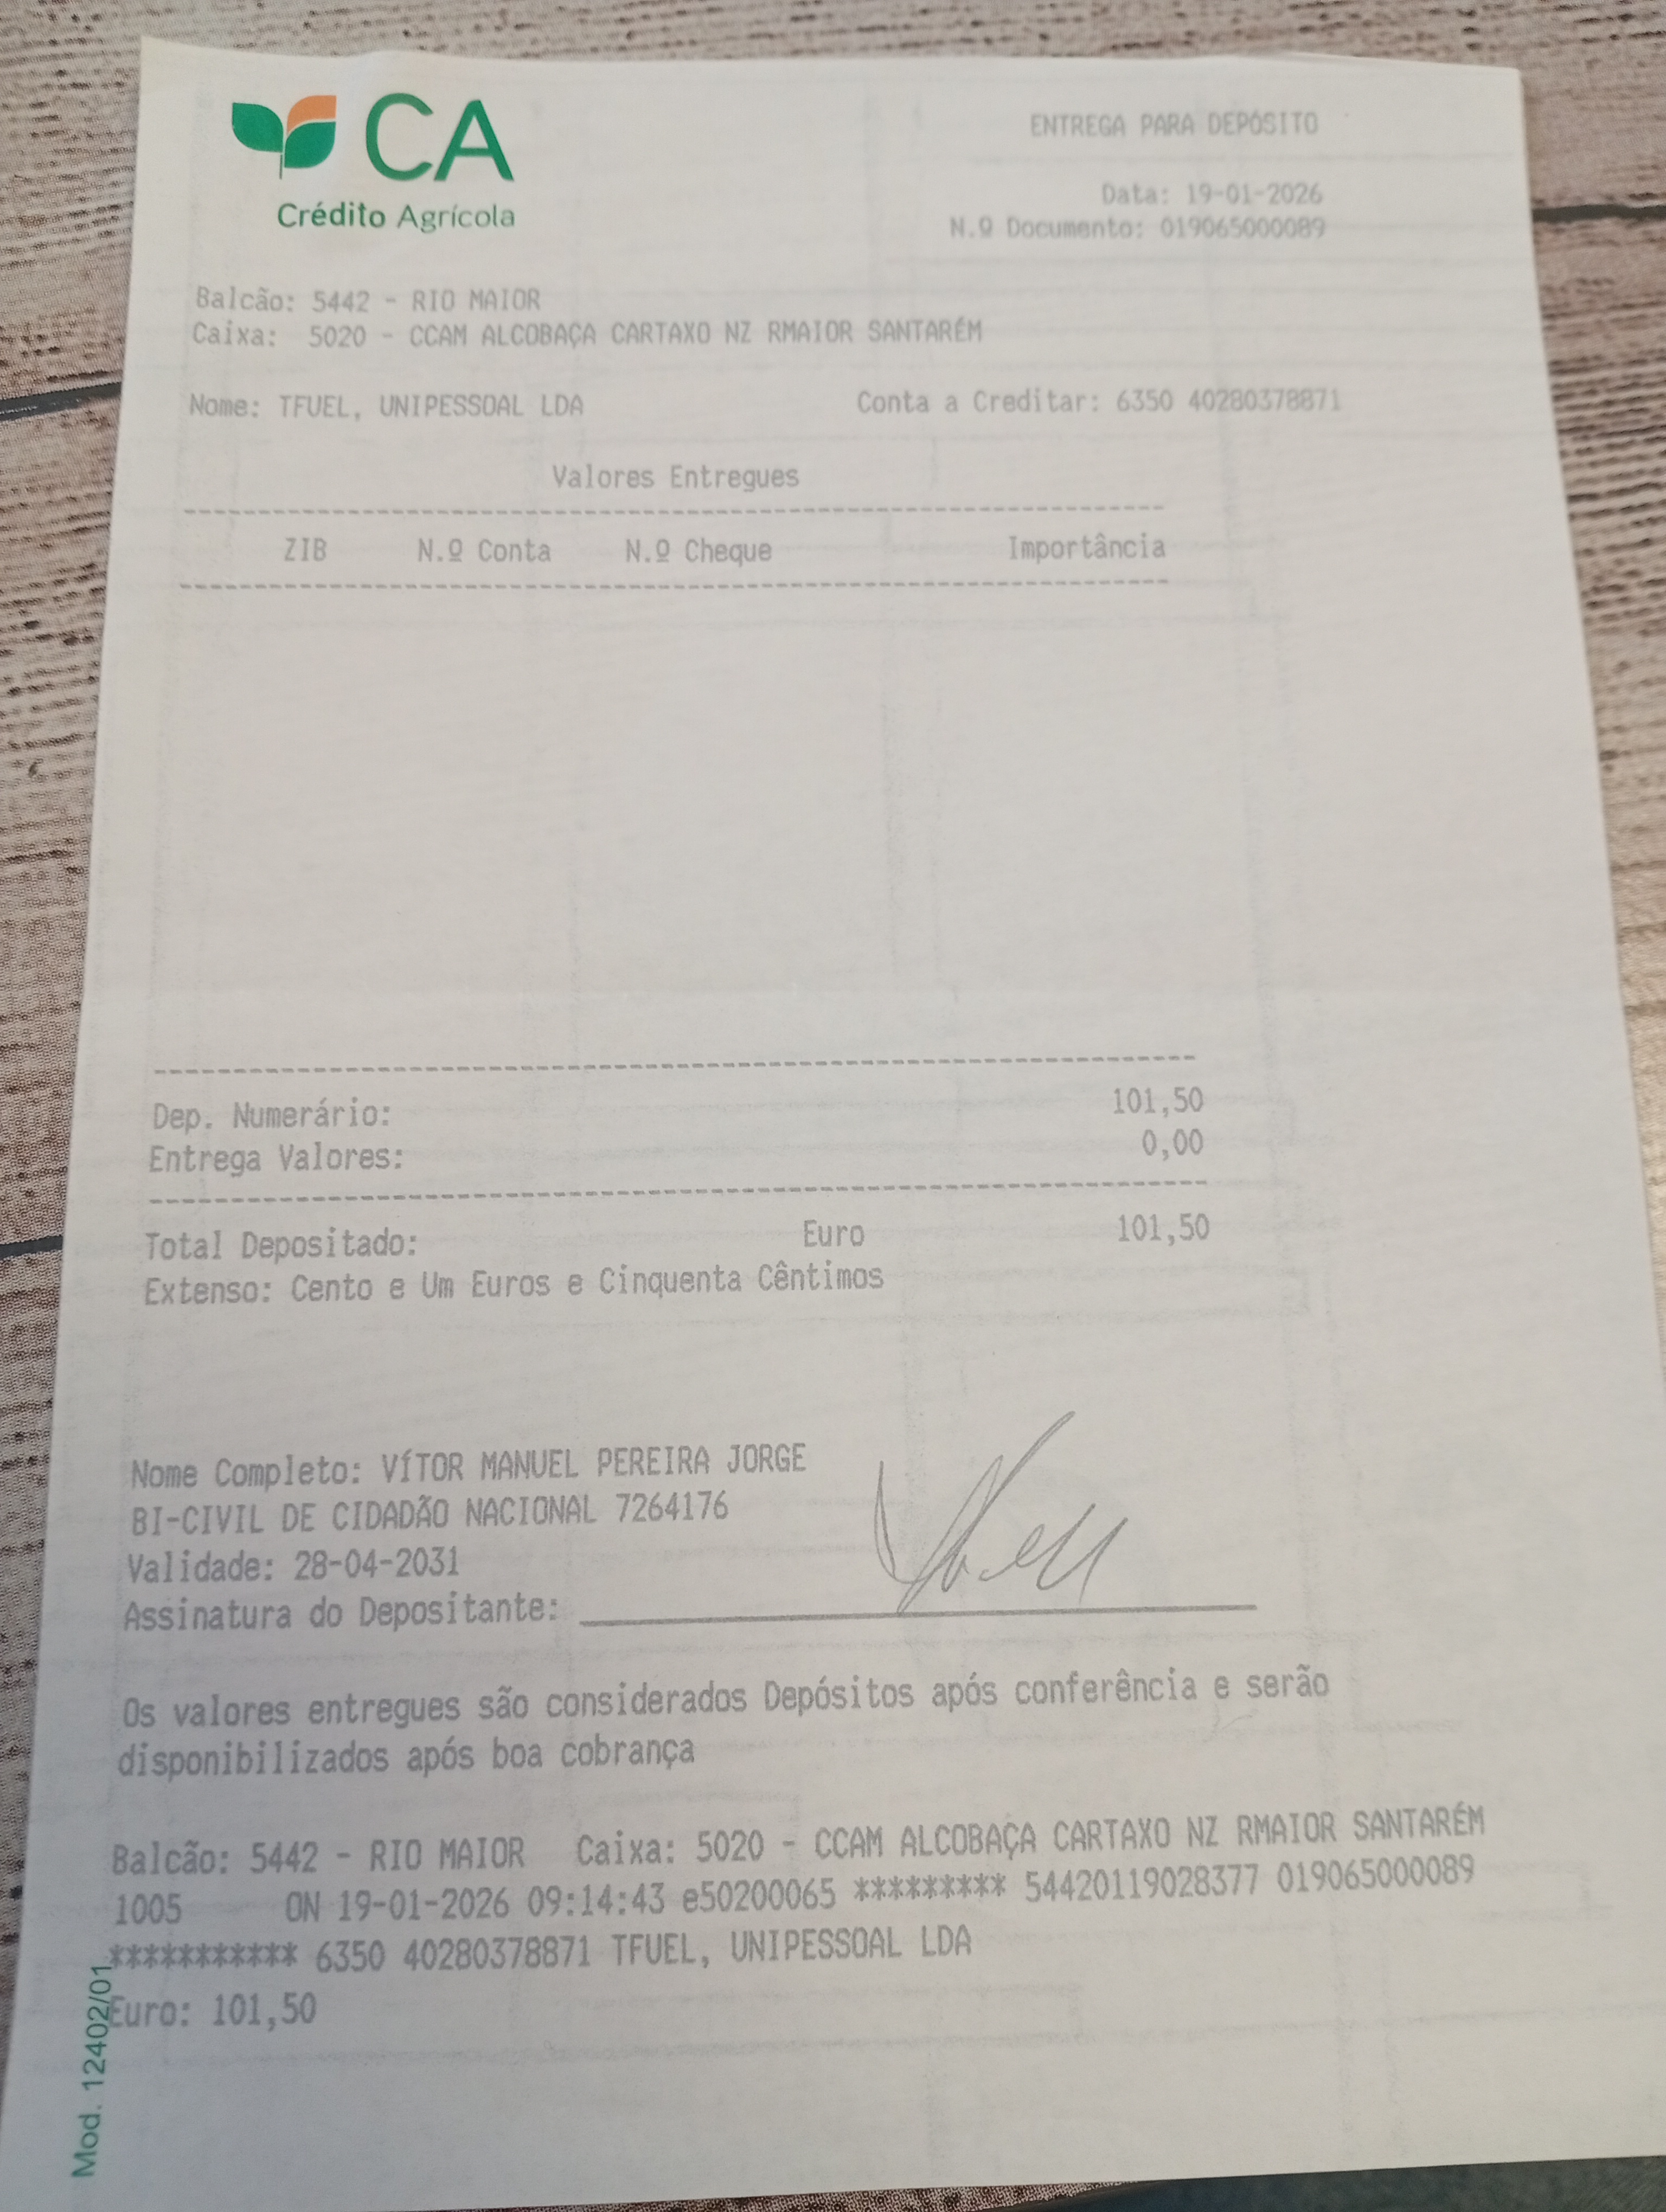 CA
Crédito Agrícola
ENTREGA PARA DEPÓSITO
Data: 19-01-2026
N.º Documento: 019065000089
Balcão: 5442 - RIO MAIOR
Caixa: 5020 - CCAM ALCOBAÇA CARTAXO NZ RMAIOR SANTARÉM
Nome: TFUEL, UNIPESSOAL LDA Conta a Creditar: 6350 40280378871
Valores Entregues
ZIB N.º Conta N.º Cheque Importância
Dep. Numerário: 101,50
Entrega Valores: 0,00
Total Depositado: Euro 101,50
Extenso: Cento e Um Euros e Cinquenta Cêntimos
Nome Completo: VÍTOR MANUEL PEREIRA JORGE
BI-CIVIL DE CIDADÃO NACIONAL 7264176
Validade: 28-04-2031
Assinatura do Depositante:
Os valores entregues são considerados Depósitos após conferência e serão
disponibilizados após boa cobrança
Balcão: 5442 - RIO MAIOR Caixa: 5020 - CCAM ALCOBAÇA CARTAXO NZ RMAIOR SANTARÉM
1005 ON 19-01-2026 09:14:43 e50200065 ********* 54420119028377 019065000089
*********** 6350 40280378871 TFUEL, UNIPESSOAL LDA
Euro: 101,50
Mod. 12402/01